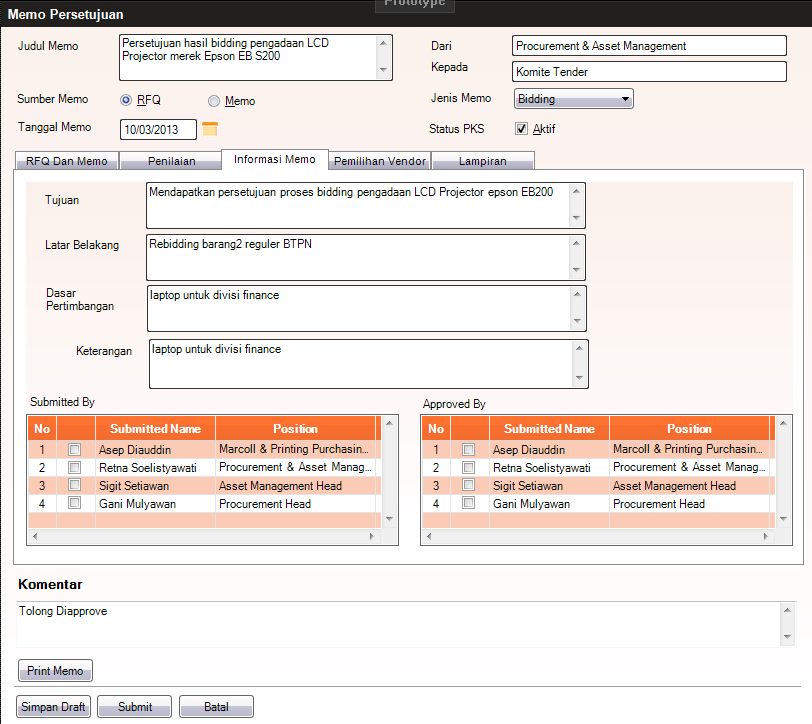 Prototype
Memo Persetujuan
Judul Memo
Persetujuan hasil bidding pengadaan LCD
Projector merek Epson EB S200
Dari
Procurement & Asset Management
Kepada
Komite Tender
Sumber Memo
RFQ
Memo
Jenis Memo
Bidding
Tanggal Memo
10/03/2013
Status PKS
Aktif
RFQ Dan Memo
Penilaian
Informasi Memo
Pemilihan Vendor
Lampiran
Tujuan
Mendapatkan persetujuan proses bidding pengadaan LCD Projector epson EB200
Latar Belakang
Rebidding barang2 reguler BTPN
Dasar
Pertimbangan
laptop untuk divisi finance
Keterangan
laptop untuk divisi finance
Submitted By
No Submitted Name Position
1 Asep Diauddin Marcoll & Printing Purchasin...
2 Retna Soelistyawati Procurement & Asset Manag...
3 Sigit Setiawan Asset Management Head
4 Gani Mulyawan Procurement Head
Approved By
No Submitted Name Position
1 Asep Diauddin Marcoll & Printing Purchasin...
2 Retna Soelistyawati Procurement & Asset Manag...
3 Sigit Setiawan Asset Management Head
4 Gani Mulyawan Procurement Head
Komentar
Tolong Diapprove
Print Memo
Simpan Draft
Submit
Batal